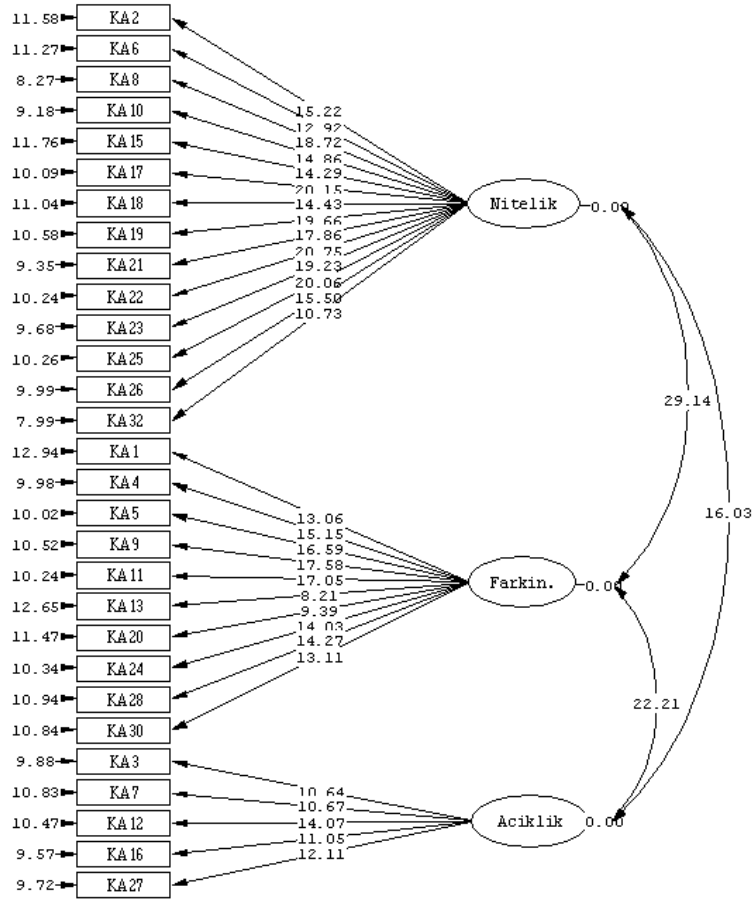 11.58 KA2
11.27 KA6
8.27 KA8
9.18 KA10
15.22
11.76 KA15
12.92
18.72
14.86
10.09 KA17
14.29
20.15
11.04 KA18
14.43
Nitelik 0.00
10.58 KA19
19.66
17.86
9.35 KA21
20.75
19.23
10.24 KA22
20.06
15.50
10.73
9.68 KA23
10.26 KA25
9.99 KA26
29.14
7.99 KA32
12.94 KA1
9.98 KA4
10.02 KA5
16.03
13.06
10.52 KA9
15.15
16.59
17.58
10.24 KA11
17.05
Farkin. 0.00
8.21
12.65 KA13
9.39
11.47 KA20
14.03
14.27
13.11
10.34 KA24
10.94 KA28
22.21
10.84 KA30
9.88 KA3
10.83 KA7
10.64
10.67
10.47 KA12
14.07
Aciklik 0.00
11.05
9.57 KA16
12.11
9.72 KA27